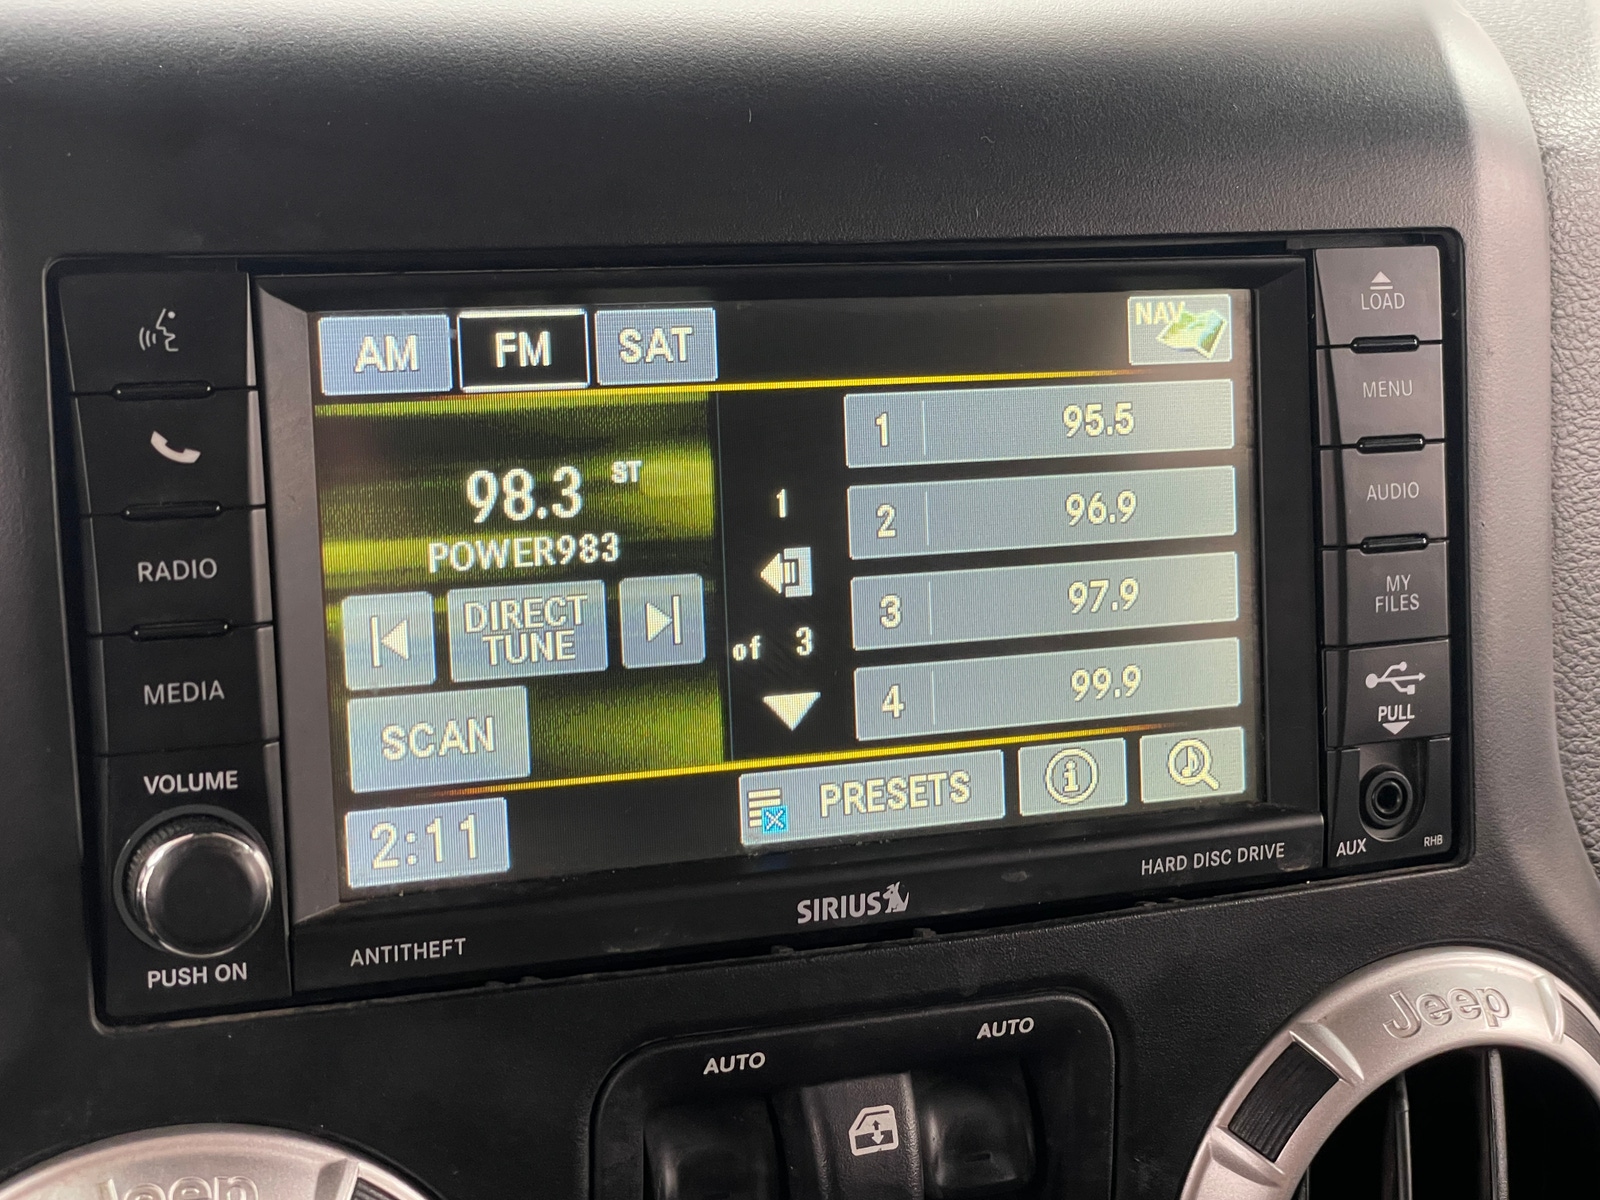 AM
FM
SAT
NAV
98.3 ST
POWER983
DIRECT
TUNE
SCAN
2:11
1
of 3
1 95.5
2 96.9
3 97.9
4 99.9
PRESETS
RADIO
MEDIA
VOLUME
PUSH ON
LOAD
MENU
AUDIO
MY
FILES
PULL
AUX
RHB
HARD DISC DRIVE
SIRIUS
ANTITHEFT
AUTO
AUTO
Jeep
Jeep